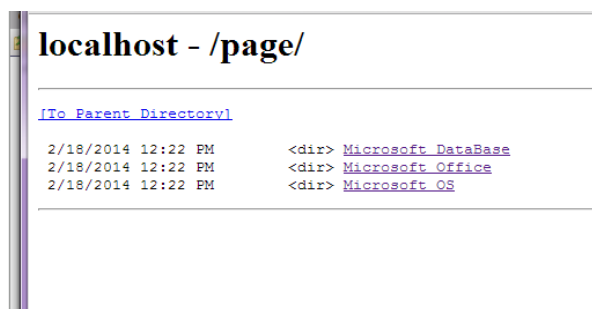 localhost - /page/
[To Parent Directory]
2/18/2014 12:22 PM <dir> Microsoft DataBase
2/18/2014 12:22 PM <dir> Microsoft Office
2/18/2014 12:22 PM <dir> Microsoft OS